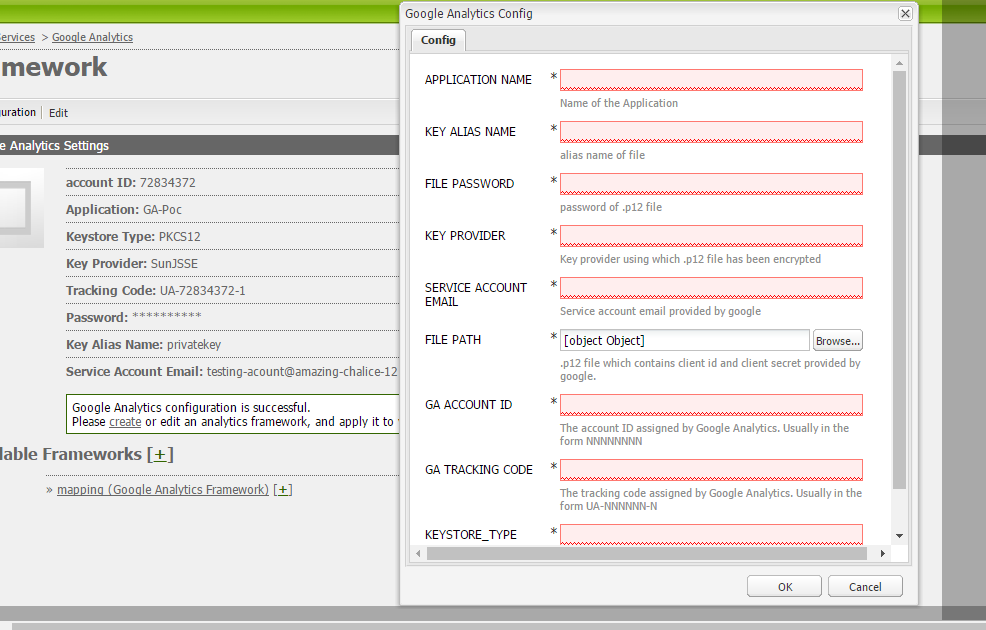 Google Analytics Config
ervices > Google Analytics
Config
mework
APPLICATION NAME *
Name of the Application
uration Edit
KEY ALIAS NAME *
alias name of file
e Analytics Settings
account ID: 72834372
Application: GA-Poc
Keystore Type: PKCS12
Key Provider: SunJSSE
Tracking Code: UA-72834372-1
Password: **********
Key Alias Name: privatekey
Service Account Email: testing-acount@amazing-chalice-12
Google Analytics configuration is successful.
Please create or edit an analytics framework, and apply it to
lable Frameworks [+]
» mapping (Google Analytics Framework) [+]
FILE PASSWORD *
password of .p12 file
KEY PROVIDER *
Key provider using which .p12 file has been encrypted
SERVICE ACCOUNT *
EMAIL
Service account email provided by google
FILE PATH * [object Object] Browse...
.p12 file which contains client id and client secret provided by
google.
GA ACCOUNT ID *
The account ID assigned by Google Analytics. Usually in the
form NNNNNNNN
GA TRACKING CODE *
The tracking code assigned by Google Analytics. Usually in the
form UA-NNNNNN-N
KEYSTORE_TYPE *
OK Cancel